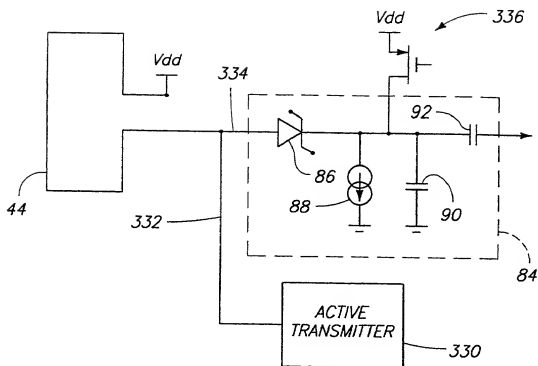 Vdd
336
Vdd
334
92
86
88
90
44
332
84
ACTIVE
TRANSMITTER
330